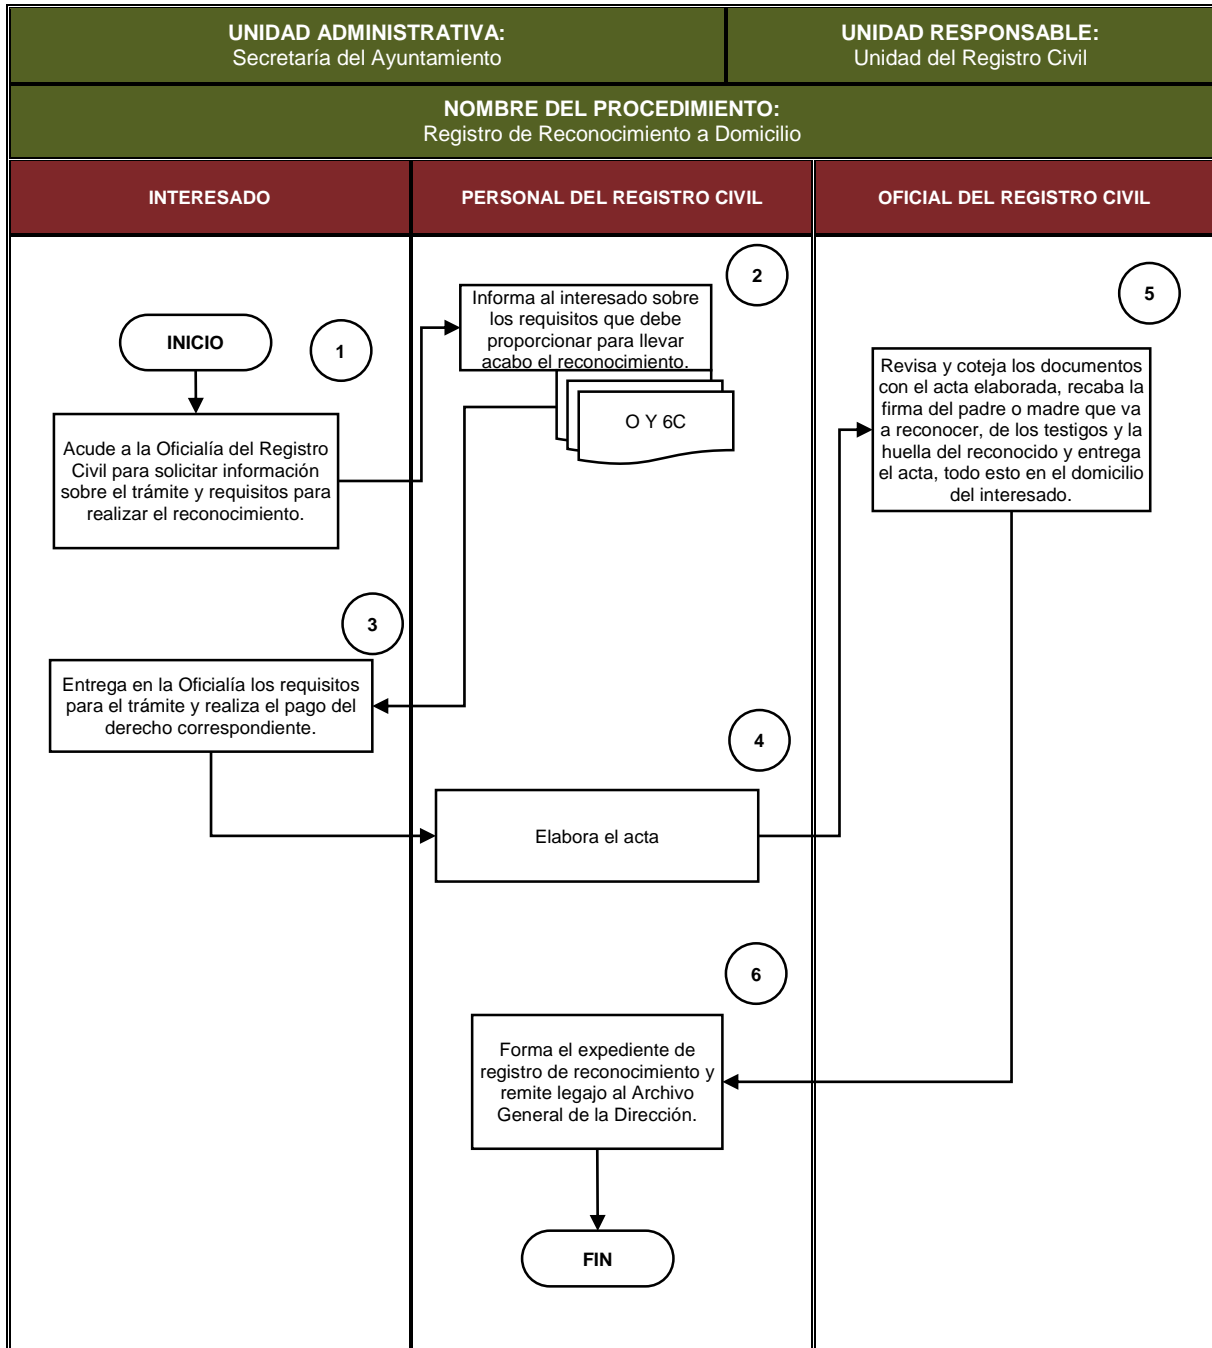 UNIDAD ADMINISTRATIVA:
Secretaría del Ayuntamiento
UNIDAD RESPONSABLE:
Unidad del Registro Civil
NOMBRE DEL PROCEDIMIENTO:
Registro de Reconocimiento a Domicilio
INTERESADO
PERSONAL DEL REGISTRO CIVIL
OFICIAL DEL REGISTRO CIVIL
INICIO
1
Acude a la Oficialía del Registro
Civil para solicitar información
sobre el trámite y requisitos para
realizar el reconocimiento.
2
Informa al interesado sobre
los requisitos que debe
proporcionar para llevar
acabo el reconocimiento.
O Y 6C
3
Entrega en la Oficialía los requisitos
para el trámite y realiza el pago del
derecho correspondiente.
4
Elabora el acta
5
Revisa y coteja los documentos
con el acta elaborada, recaba la
firma del padre o madre que va
a reconocer, de los testigos y la
huella del reconocido y entrega
el acta, todo esto en el domicilio
del interesado.
6
Forma el expediente de
registro de reconocimiento y
remite legajo al Archivo
General de la Dirección.
FIN